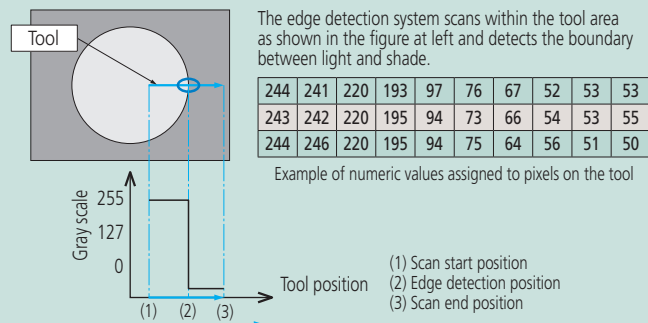 Tool
The edge detection system scans within the tool area
as shown in the figure at left and detects the boundary
between light and shade.
244 241 220 193 97 76 67 52 53 53
243 242 220 195 94 73 66 54 53 55
244 246 220 195 94 75 64 56 51 50
Example of numeric values assigned to pixels on the tool
Gray scale
255
127
0
(1) (2) (3)
Tool position
(1) Scan start position
(2) Edge detection position
(3) Scan end position